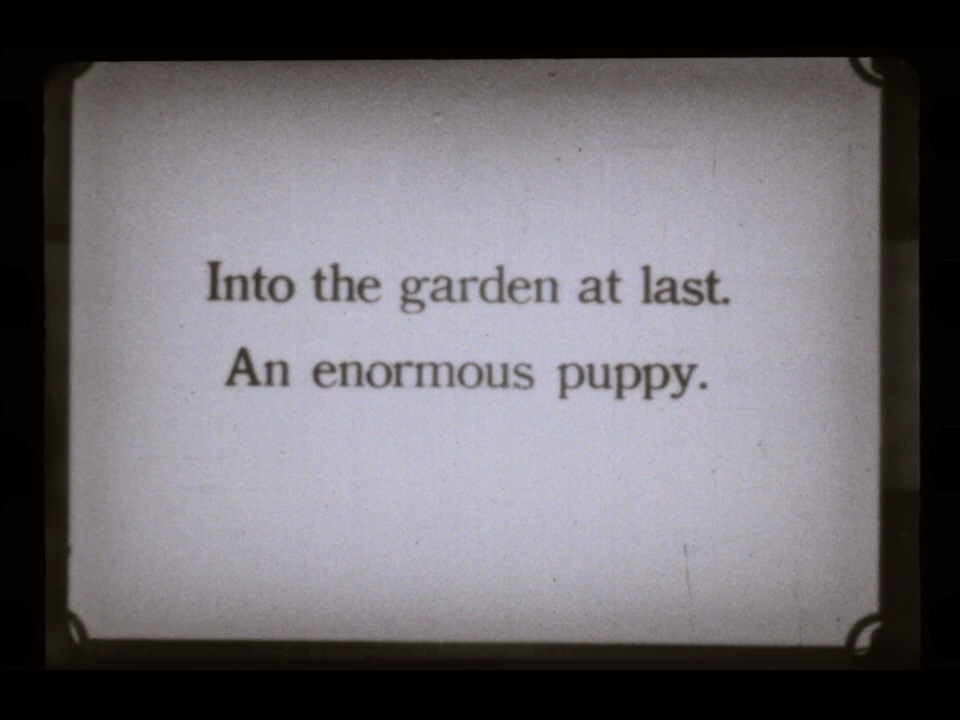 Into the garden at last.
An enormous puppy.